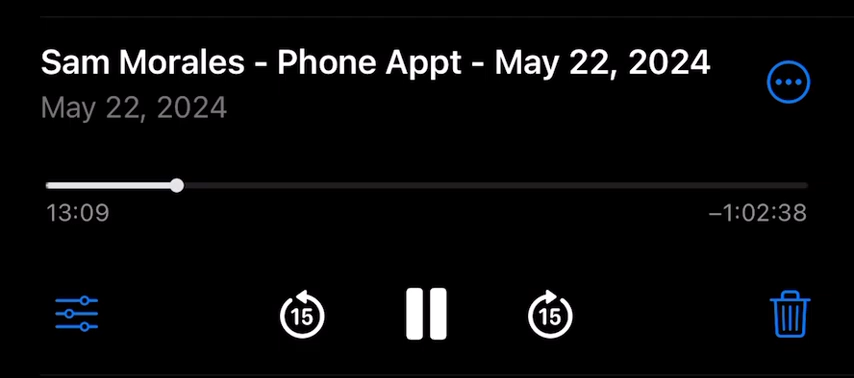 Sam Morales - Phone Appt - May 22, 2024
May 22, 2024
13:09
–1:02:38
15
15